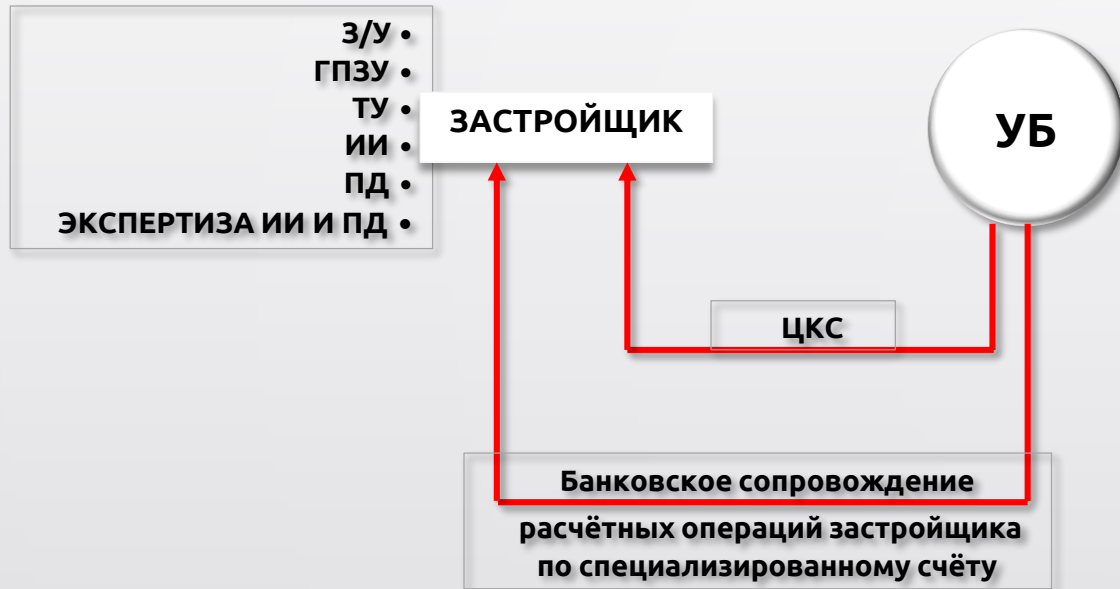 З/У •
ГПЗУ •
ТУ •
ИИ •
ПД •
ЭКСПЕРТИЗА ИИ И ПД •
ЗАСТРОЙЩИК
УБ
ЦКС
Банковское сопровождение
расчётных операций застройщика
по специализированному счёту